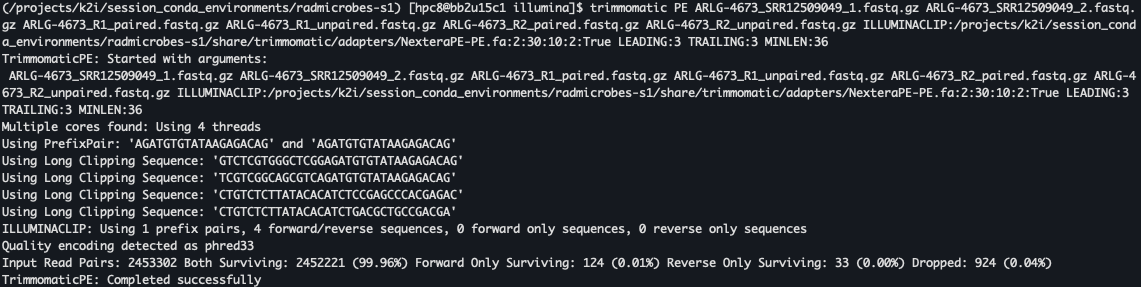 (/projects/k2i/session_conda_environments/radmicrobes-s1) [hpc8@bb2u15c1 illumina]$ trimmomatic PE ARLG-4673_SRR12509049_1.fastq.gz ARLG-4673_SRR12509049_2.fastq.
gz ARLG-4673_R1_paired.fastq.gz ARLG-4673_R1_unpaired.fastq.gz ARLG-4673_R2_paired.fastq.gz ARLG-4673_R2_unpaired.fastq.gz ILLUMINACLIP:/projects/k2i/session_cond
a_environments/radmicrobes-s1/share/trimmomatic/adapters/NexteraPE-PE.fa:2:30:10:2:True LEADING:3 TRAILING:3 MINLEN:36
TrimmomaticPE: Started with arguments:
 ARLG-4673_SRR12509049_1.fastq.gz ARLG-4673_SRR12509049_2.fastq.gz ARLG-4673_R1_paired.fastq.gz ARLG-4673_R1_unpaired.fastq.gz ARLG-4673_R2_paired.fastq.gz ARLG-4
673_R2_unpaired.fastq.gz ILLUMINACLIP:/projects/k2i/session_conda_environments/radmicrobes-s1/share/trimmomatic/adapters/NexteraPE-PE.fa:2:30:10:2:True LEADING:3
TRAILING:3 MINLEN:36
Multiple cores found: Using 4 threads
Using PrefixPair: 'AGATGTGTATAAGAGACAG' and 'AGATGTGTATAAGAGACAG'
Using Long Clipping Sequence: 'GTCTCGTGGGCTCGGAGATGTGTATAAGAGACAG'
Using Long Clipping Sequence: 'TCGTCGGCAGCGTCAGATGTGTATAAGAGACAG'
Using Long Clipping Sequence: 'CTGTCTCTTATACACATCTCCGAGCCCACGAGAC'
Using Long Clipping Sequence: 'CTGTCTCTTATACACATCTGACGCTGCCGACGA'
ILLUMINACLIP: Using 1 prefix pairs, 4 forward/reverse sequences, 0 forward only sequences, 0 reverse only sequences
Quality encoding detected as phred33
Input Read Pairs: 2453302 Both Surviving: 2452221 (99.96%) Forward Only Surviving: 124 (0.01%) Reverse Only Surviving: 33 (0.00%) Dropped: 924 (0.04%)
TrimmomaticPE: Completed successfully